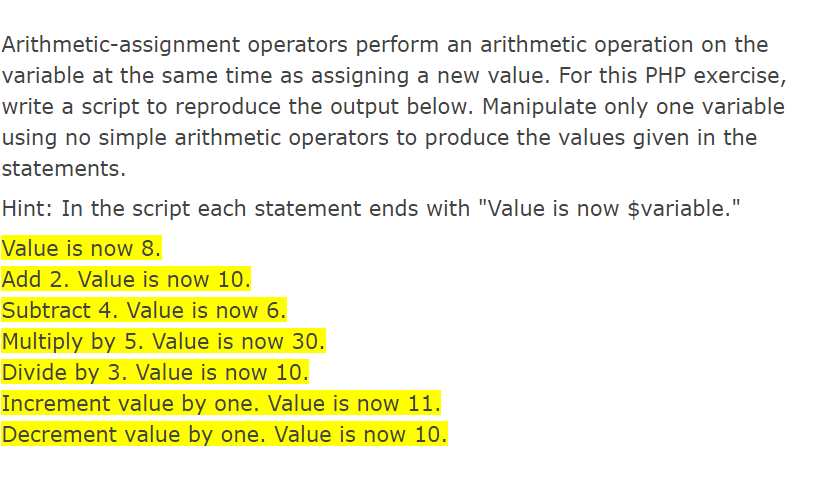 Arithmetic-assignment operators perform an arithmetic operation on the
variable at the same time as assigning a new value. For this PHP exercise,
write a script to reproduce the output below. Manipulate only one variable
using no simple arithmetic operators to produce the values given in the
statements.
Hint: In the script each statement ends with "Value is now $variable."
Value is now 8.
Add 2. Value is now 10.
Subtract 4. Value is now 6.
Multiply by 5. Value is now 30.
Divide by 3. Value is now 10.
Increment value by one. Value is now 11.
Decrement value by one. Value is now 10.